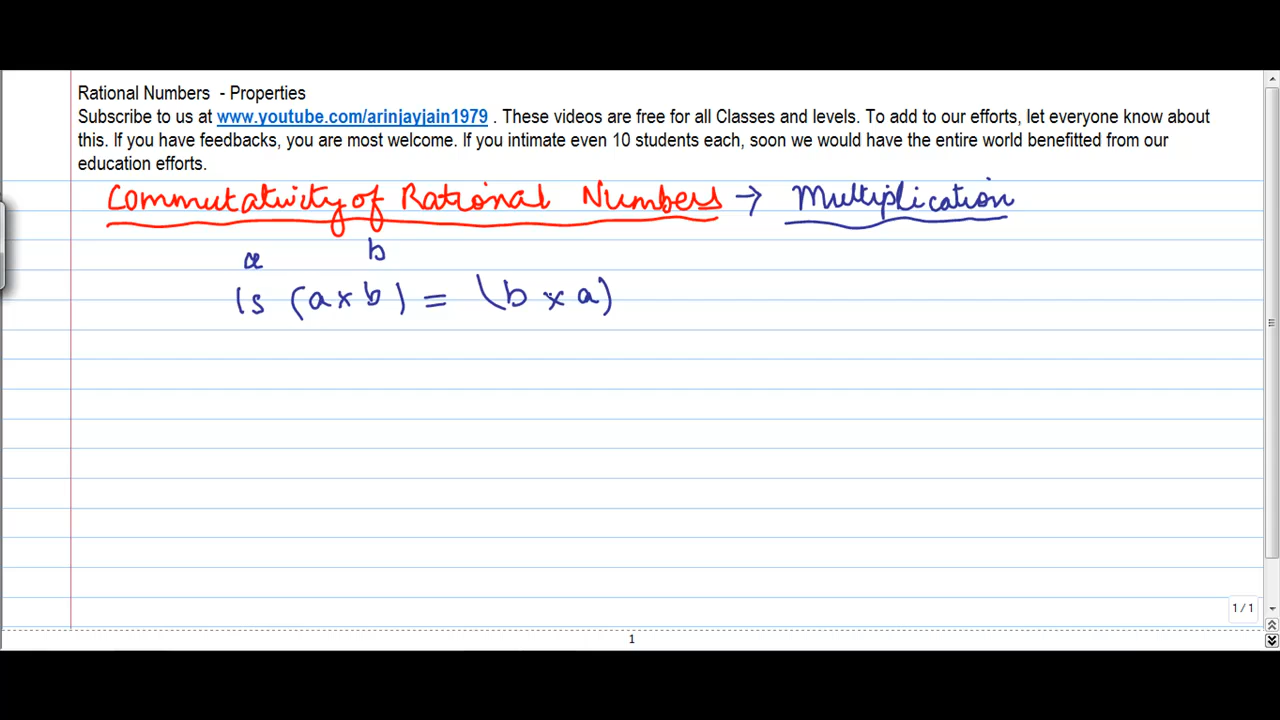 Rational Numbers - Properties
Subscribe to us at www.youtube.com/arinjayjain1979 . These videos are free for all Classes and levels. To add to our efforts, let everyone know about
this. If you have feedbacks, you are most welcome. If you intimate even 10 students each, soon we would have the entire world benefitted from our
education efforts.
Commutativity of Rational Numbers → Multiplication
a b
Is (a × b) = (b × a)
1 / 1
1